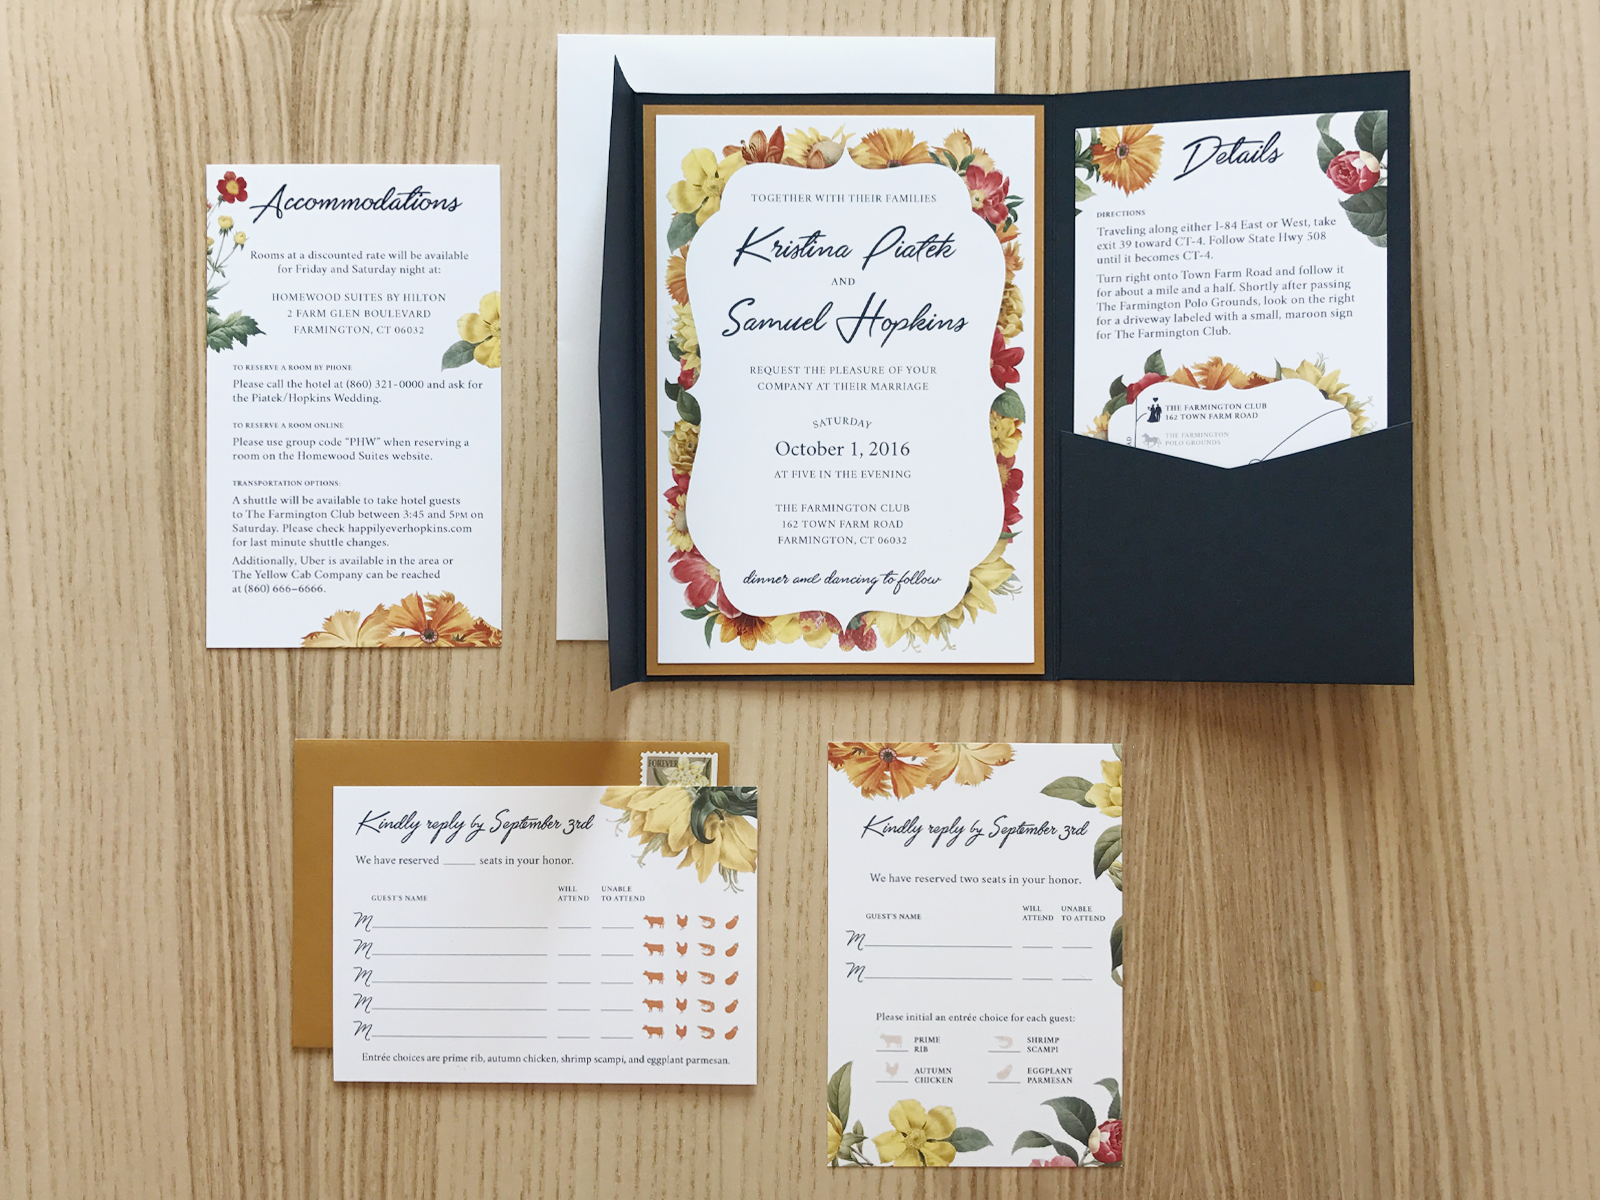 Accommodations
Rooms at a discounted rate will be available
for Friday and Saturday night at:
HOMEWOOD SUITES BY HILTON
2 FARM GLEN BOULEVARD
FARMINGTON, CT 06032
TO RESERVE A ROOM BY PHONE
Please call the hotel at (860) 321-0000 and ask for
the Piatek/Hopkins Wedding.
TO RESERVE A ROOM ONLINE
Please use group code "PHW" when reserving a
room on the Homewood Suites website.
TRANSPORTATION OPTIONS:
A shuttle will be available to take hotel guests
to The Farmington Club between 3:45 and 5PM on
Saturday. Please check happilyeverhopkins.com
for last minute shuttle changes.
Additionally, Uber is available in the area or
The Yellow Cab Company can be reached
at (860) 666-6666.
TOGETHER WITH THEIR FAMILIES
Kristina Piatek
AND
Samuel Hopkins
REQUEST THE PLEASURE OF YOUR
COMPANY AT THEIR MARRIAGE
SATURDAY
October 1, 2016
AT FIVE IN THE EVENING
THE FARMINGTON CLUB
162 TOWN FARM ROAD
FARMINGTON, CT 06032
dinner and dancing to follow
Details
DIRECTIONS
Traveling along either I-84 East or West, take
exit 39 toward CT-4. Follow State Hwy 508
until it becomes CT-4.
Turn right onto Town Farm Road and follow it
for about a mile and a half. Shortly after passing
The Farmington Polo Grounds, look on the right
for a driveway labeled with a small, maroon sign
for The Farmington Club.
THE FARMINGTON CLUB
162 TOWN FARM ROAD
THE FARMINGTON
POLO GROUNDS
FOREVER
Kindly reply by September 3rd
We have reserved _____ seats in your honor.
GUEST'S NAME WILL ATTEND UNABLE TO ATTEND
M
M
M
M
M
Entrée choices are prime rib, autumn chicken, shrimp scampi, and eggplant parmesan.
Kindly reply by September 3rd
We have reserved two seats in your honor.
GUEST'S NAME WILL ATTEND UNABLE TO ATTEND
M
M
Please initial an entrée choice for each guest:
PRIME RIB
SHRIMP SCAMPI
AUTUMN CHICKEN
EGGPLANT PARMESAN